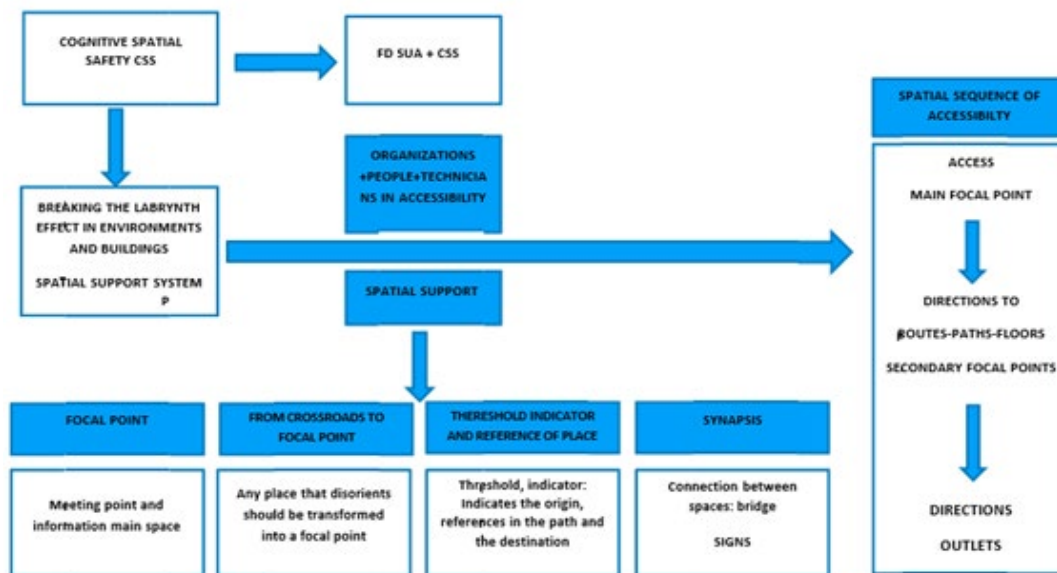 COGNITIVE SPATIAL
SAFETY CSS
FD SUA + CSS
ORGANIZATIONS
+PEOPLE+TECHNICIA
NS IN ACCESSIBILITY
BREAKING THE LABRYNTH
EFFECT IN ENVIRONMENTS
AND BUILDINGS
SPATIAL SUPPORT SYSTEM
P
SPATIAL SUPPORT
FOCAL POINT
Meeting point and
information main space
FROM CROSSROADS TO
FOCAL POINT
Any place that disorients
should be transformed
into a focal point
THERESHOLD INDICATOR
AND REFERENCE OF PLACE
Threshold, indicator:
Indicates the origin,
references in the path and
the destination
SYNAPSIS
Connection between
spaces: bridge
SIGNS
SPATIAL SEQUENCE OF
ACCESSIBILTY
ACCESS
MAIN FOCAL POINT
DIRECTIONS TO
ROUTES-PATHS-FLOORS
SECONDARY FOCAL POINTS
DIRECTIONS
OUTLETS